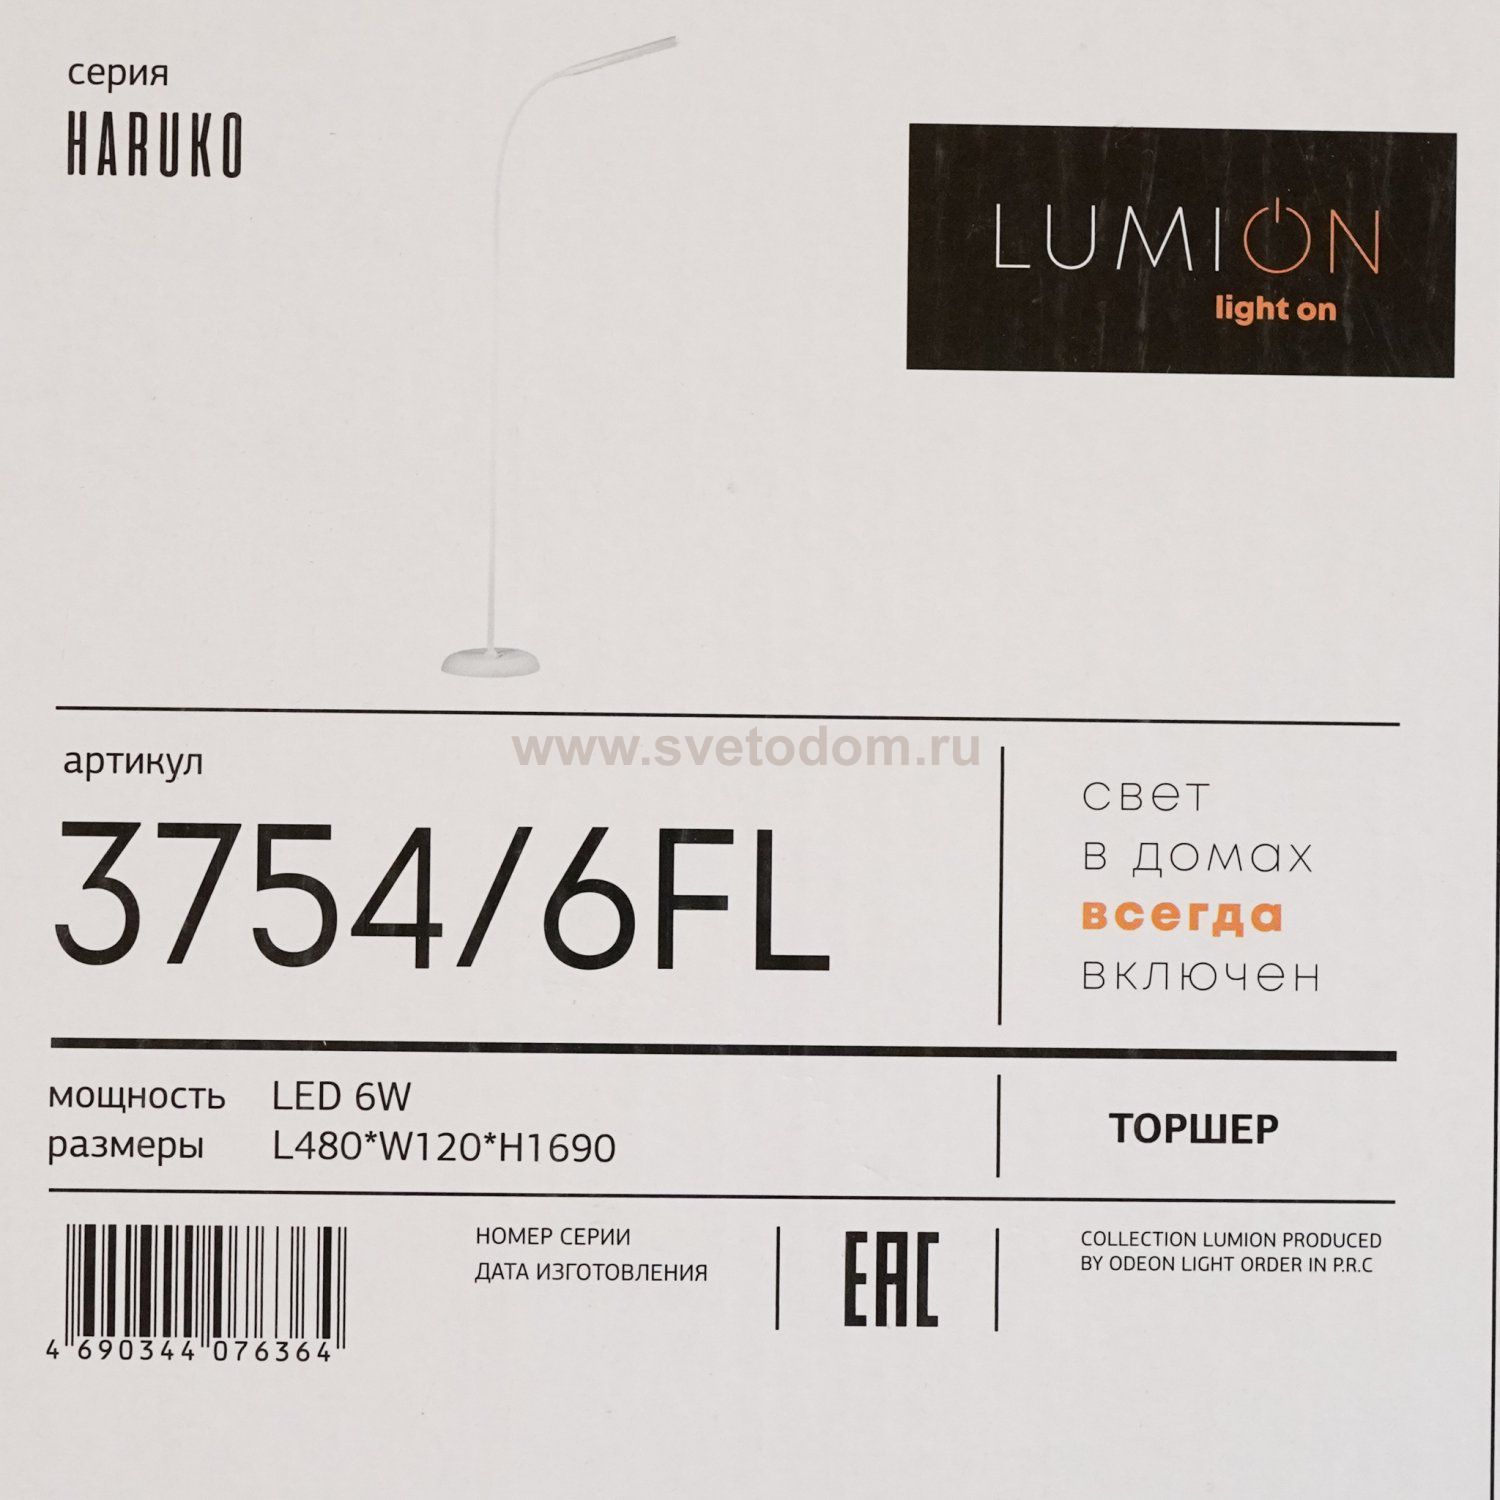 серия
HARUKO
LUMION
light on
www.svetodom.ru
артикул
3754/6FL
свет
в домах
всегда
включен
мощность LED 6W
размеры L480*W120*H1690
ТОРШЕР
4 690344 076364
НОМЕР СЕРИИ
ДАТА ИЗГОТОВЛЕНИЯ
EAC
COLLECTION LUMION PRODUCED
BY ODEON LIGHT ORDER IN P.R.C